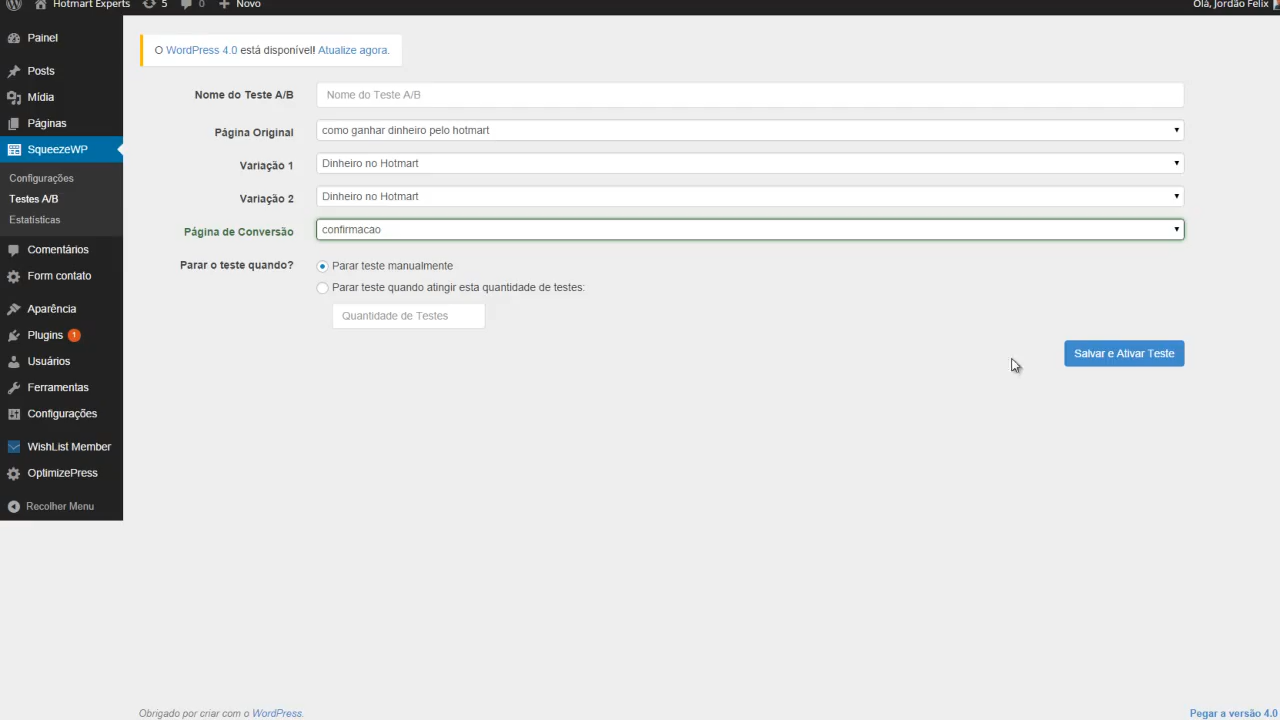 Hotmart Experts 5 0 Novo Olá, Jordão Felix
Painel
Posts
Mídia
Páginas
SqueezeWP
Configurações
Testes A/B
Estatísticas
Comentários
Form contato
Aparência
Plugins 1
Usuários
Ferramentas
Configurações
WishList Member
OptimizePress
Recolher Menu
O WordPress 4.0 está disponível! Atualize agora.
Nome do Teste A/B Nome do Teste A/B
Página Original como ganhar dinheiro pelo hotmart
Variação 1 Dinheiro no Hotmart
Variação 2 Dinheiro no Hotmart
Página de Conversão confirmacao
Parar o teste quando? Parar teste manualmente
Parar teste quando atingir esta quantidade de testes:
Quantidade de Testes
Salvar e Ativar Teste
Obrigado por criar com o WordPress. Pegar a versão 4.0